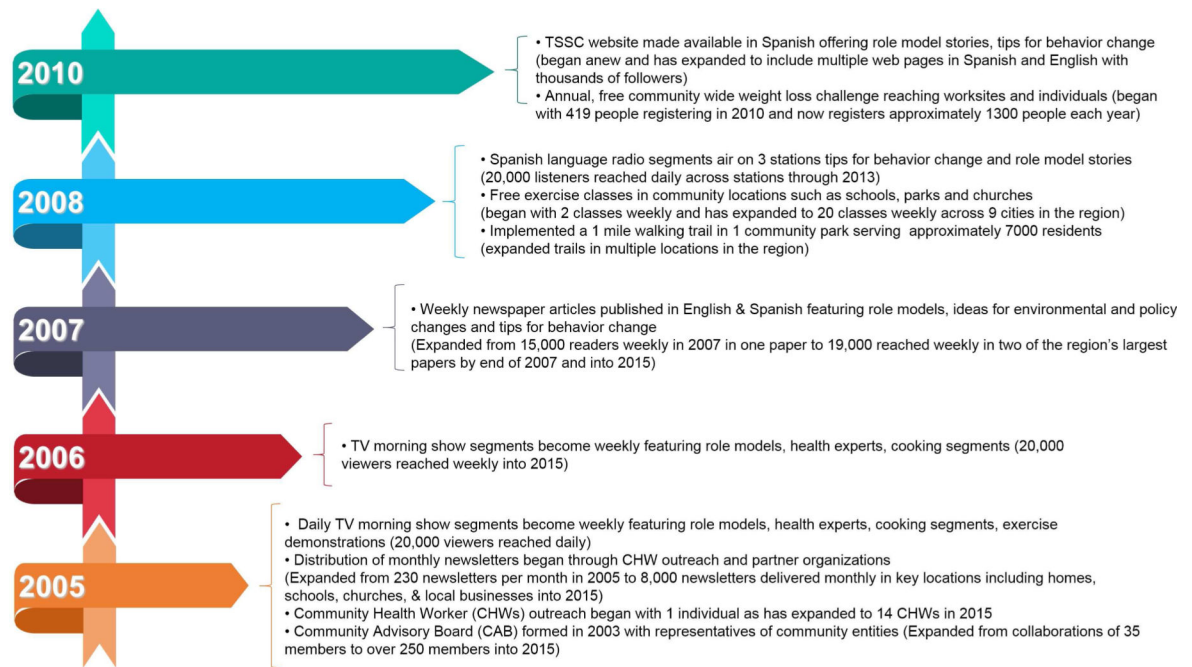 2010
• TSSC website made available in Spanish offering role model stories, tips for behavior change
(began anew and has expanded to include multiple web pages in Spanish and English with
thousands of followers)
• Annual, free community wide weight loss challenge reaching worksites and individuals (began
with 419 people registering in 2010 and now registers approximately 1300 people each year)
2008
• Spanish language radio segments air on 3 stations tips for behavior change and role model stories
(20,000 listeners reached daily across stations through 2013)
• Free exercise classes in community locations such as schools, parks and churches
(began with 2 classes weekly and has expanded to 20 classes weekly across 9 cities in the region)
• Implemented a 1 mile walking trail in 1 community park serving approximately 7000 residents
(expanded trails in multiple locations in the region)
2007
• Weekly newspaper articles published in English & Spanish featuring role models, ideas for environmental and policy
changes and tips for behavior change
(Expanded from 15,000 readers weekly in 2007 in one paper to 19,000 reached weekly in two of the region's largest
papers by end of 2007 and into 2015)
2006
• TV morning show segments become weekly featuring role models, health experts, cooking segments (20,000
viewers reached weekly into 2015)
2005
• Daily TV morning show segments become weekly featuring role models, health experts, cooking segments, exercise
demonstrations (20,000 viewers reached daily)
• Distribution of monthly newsletters began through CHW outreach and partner organizations
(Expanded from 230 newsletters per month in 2005 to 8,000 newsletters delivered monthly in key locations including homes,
schools, churches, & local businesses into 2015)
• Community Health Worker (CHWs) outreach began with 1 individual as has expanded to 14 CHWs in 2015
• Community Advisory Board (CAB) formed in 2003 with representatives of community entities (Expanded from collaborations of 35
members to over 250 members into 2015)